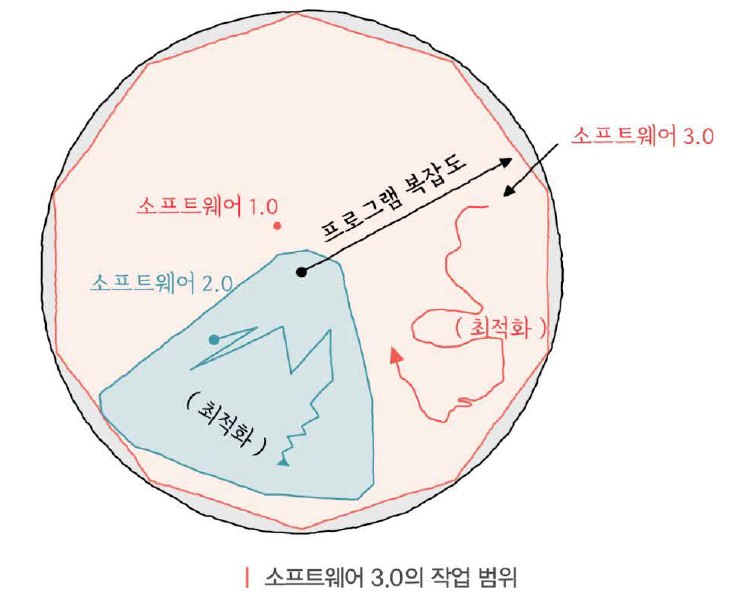 소프트웨어 3.0
프로그램 복잡도
소프트웨어 1.0
소프트웨어 2.0
( 최적화 )
( 최적화 )
| 소프트웨어 3.0의 작업 범위